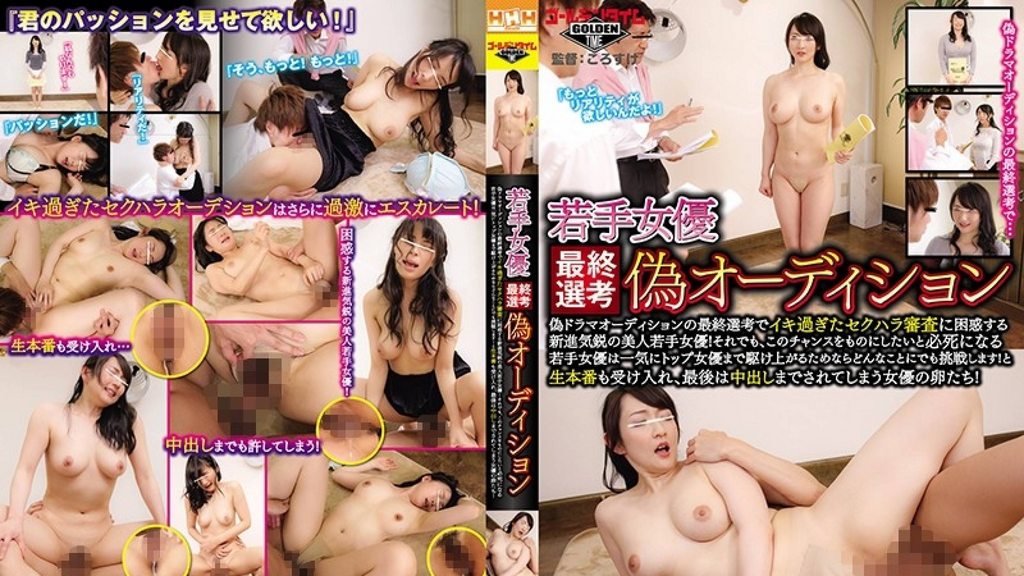 『君のパッションを見せて欲しい!』
『そう、もっと!もっと!』
『リアリティだ!』
『パッションだ!』
イキ過ぎたセクハラオーデションはさらに過激にエスカレート!
困惑する新進気鋭の美人若手女優!
生本番も受け入れ…
中出しまでも許してしまう!
HHH
ゴールデンタイム
GOLDEN
TIME
若手女優
最終選考
偽オーディション
ゴールデンタイム
GOLDEN
TIME
監督:ころすけ
『もっと、
リアリティが
欲しいんだよ!』
偽ドラマオーディションの最終選考で…
若手女優
最終
選考
偽オーディション
偽ドラマオーディションの最終選考でイキ過ぎたセクハラ審査に困惑する
新進気鋭の美人若手女優!それでも、このチャンスをものにしたいと必死になる
若手女優は一気にトップ女優まで駆け上がるためならどんなことにでも挑戦します!と
生本番も受け入れ、最後は中出しまでされてしまう女優の卵たち!